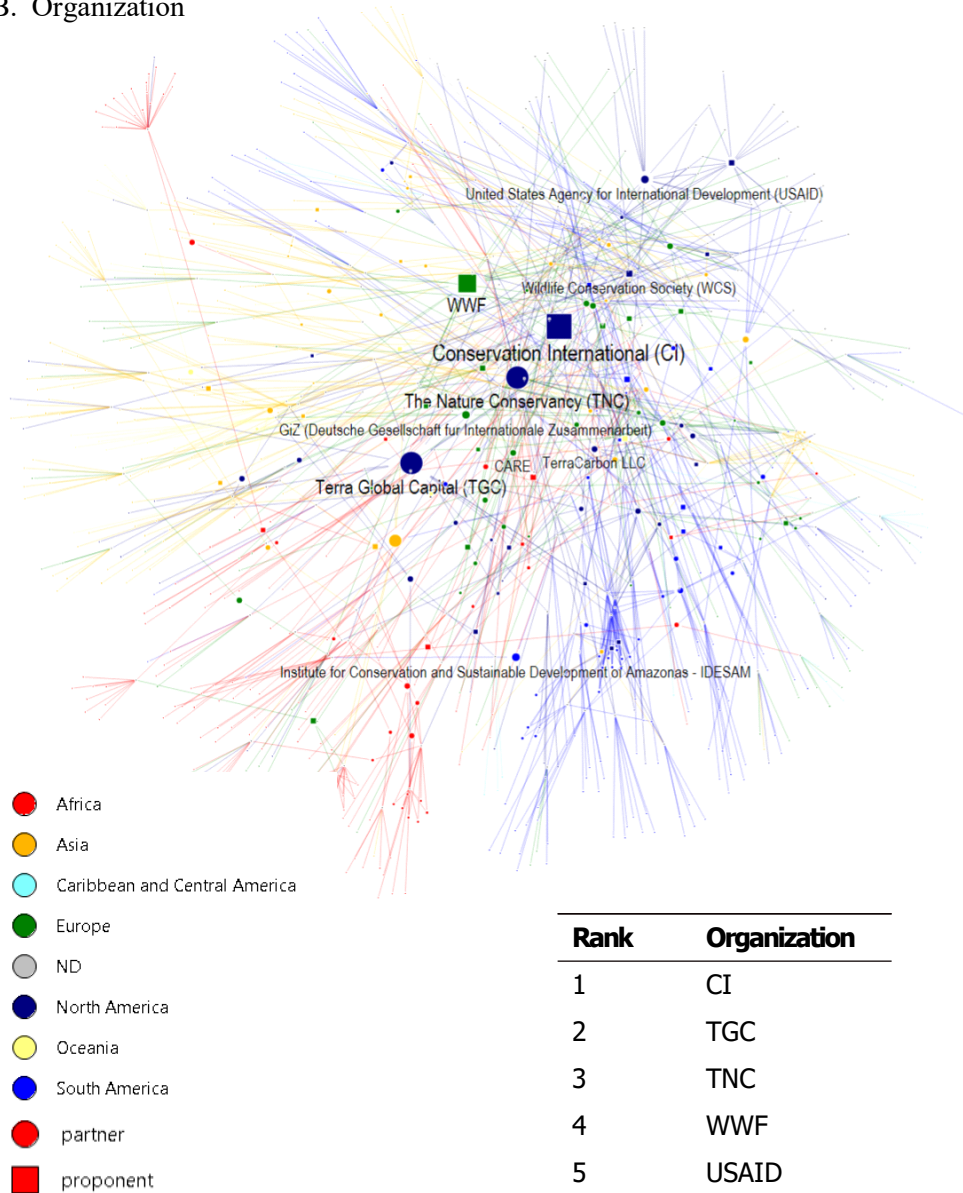 B. Organization
United States Agency for International Development (USAID)
Wildlife Conservation Society (WCS)
WWF
Conservation International (CI)
The Nature Conservancy (TNC)
GiZ (Deutsche Gesellschaft fur Internationale Zusammenarbeit)
CARE
TerraCarbon LLC
Terra Global Capital (TGC)
Institute for Conservation and Sustainable Development of Amazonas - IDESAM
Africa
Asia
Caribbean and Central America
Europe
ND
North America
Oceania
South America
partner
proponent
Rank Organization
1 CI
2 TGC
3 TNC
4 WWF
5 USAID